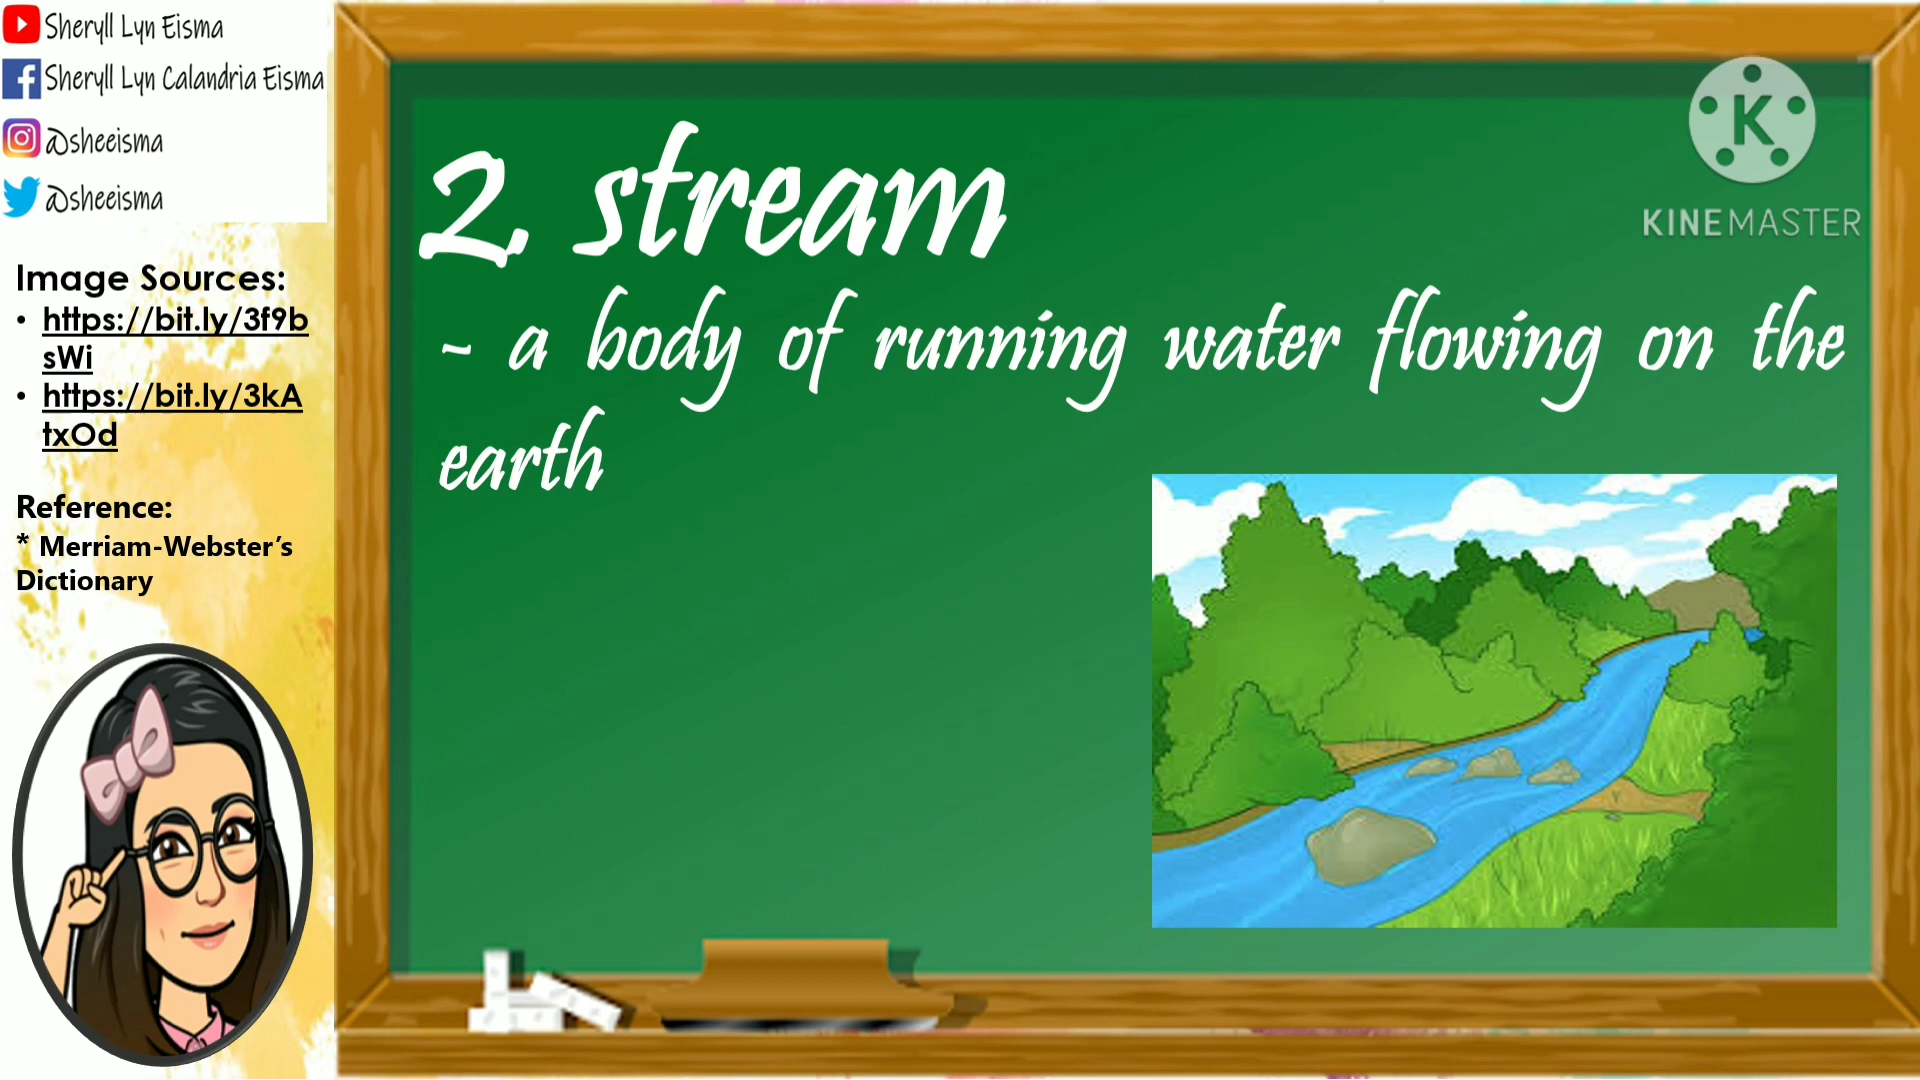 Sheryll Lyn Eisma
Sheryll Lyn Calandria Eisma
@sheeisma
@sheeisma
Image Sources:
• https://bit.ly/3f9b
sWi
• https://bit.ly/3kA
txOd
Reference:
* Merriam-Webster’s
Dictionary
2. stream
- a body of running water flowing on the
earth
K
KINEMASTER